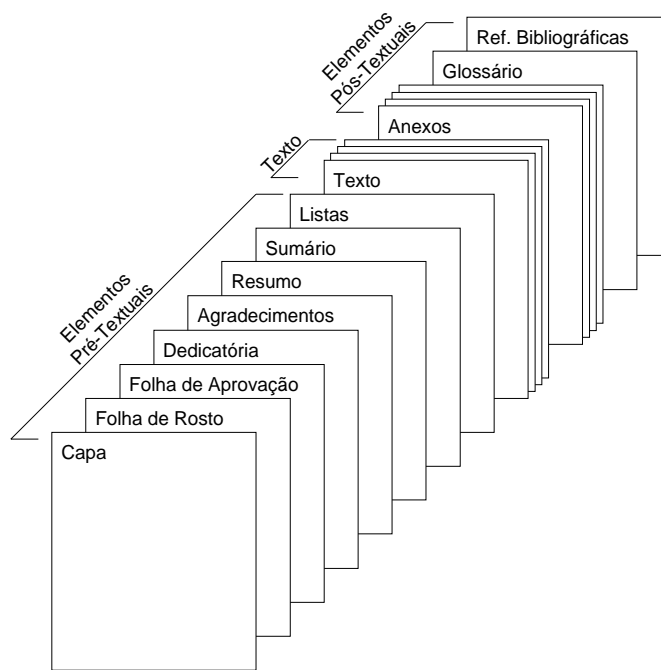 Elementos
Pós-Textuais
Ref. Bibliográficas
Glossário
Anexos
Texto
Texto
Listas
Sumário
Resumo
Elementos
Pré-Textuais
Agradecimentos
Dedicatória
Folha de Aprovação
Folha de Rosto
Capa